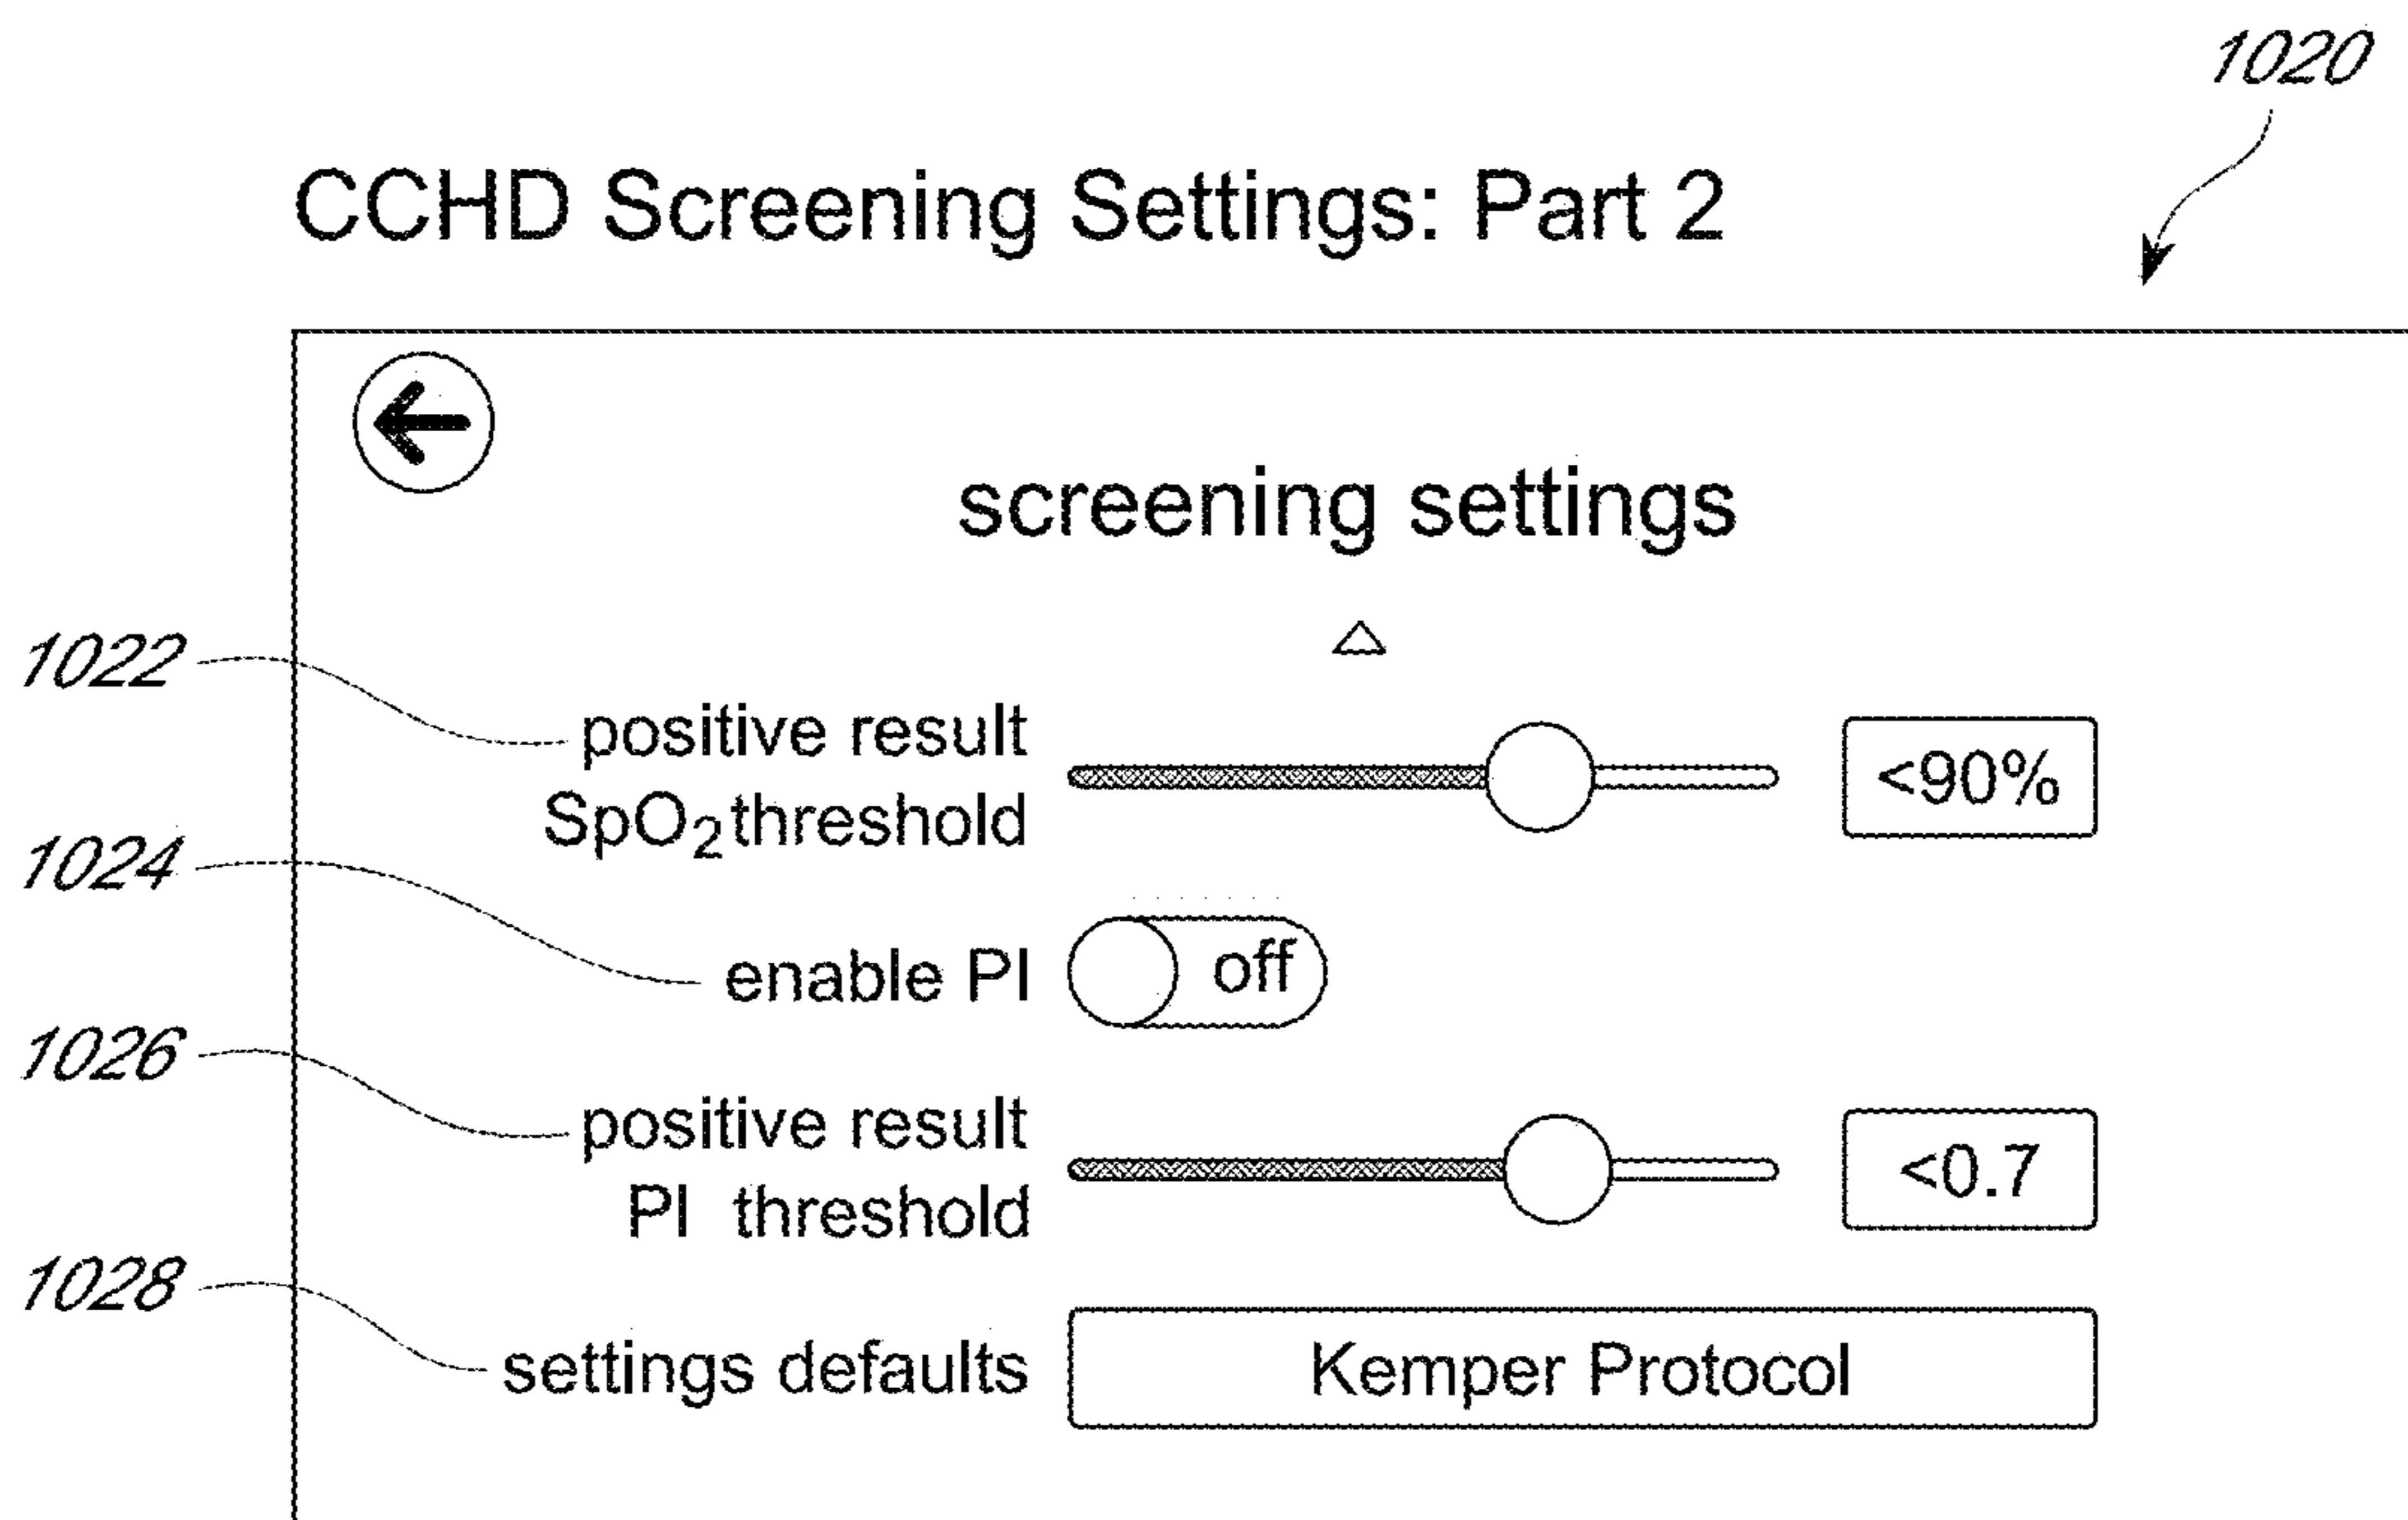 1020
CCHD Screening Settings: Part 2
screening settings
1022
positive result
SpO2 threshold
<90%
1024
enable PI
off
1026
positive result
PI threshold
<0.7
1028
settings defaults
Kemper Protocol